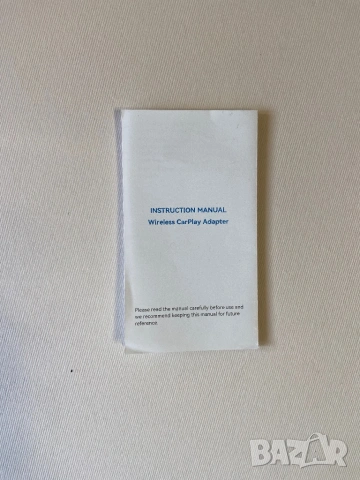 INSTRUCTION MANUAL
Wireless CarPlay Adapter
Please read the manual carefully before use and
we recommend keeping this manual for future
reference
BAZAR